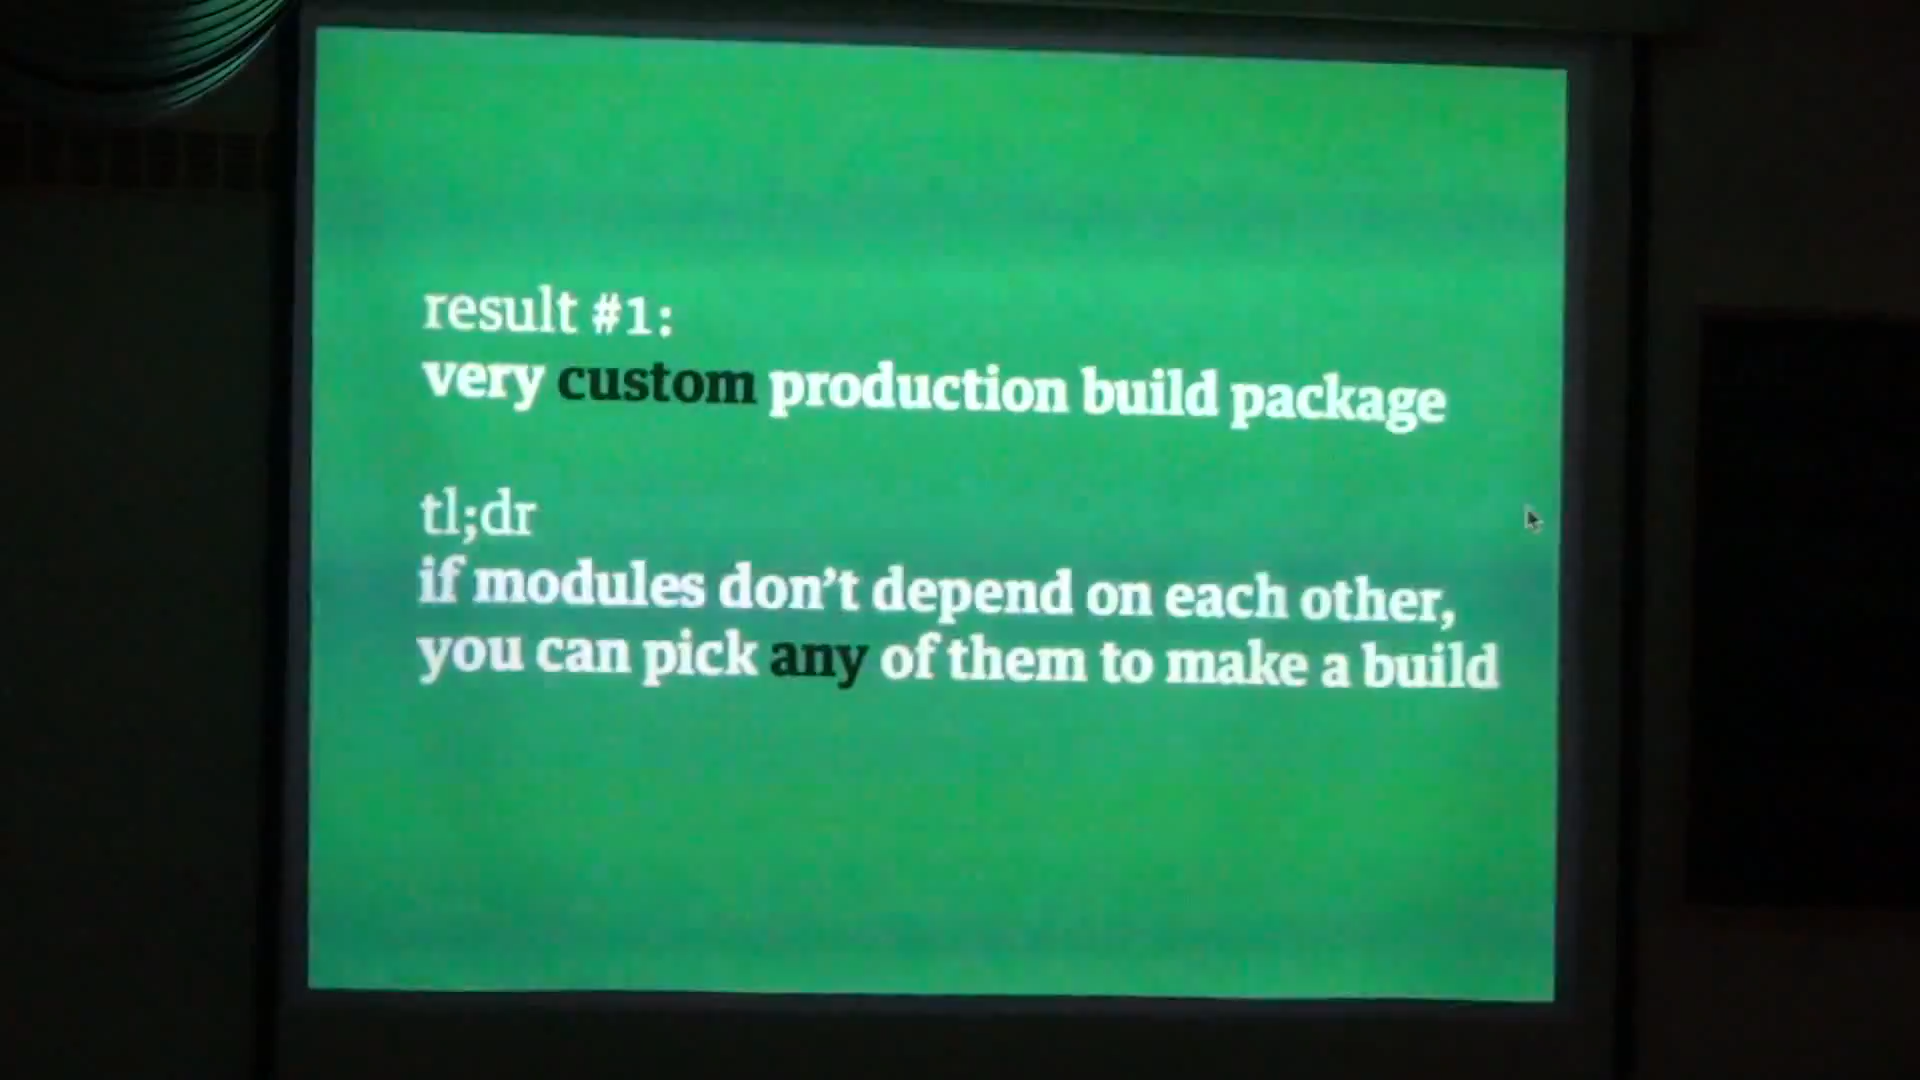 result #1:
very custom production build package
tl;dr
if modules don’t depend on each other,
you can pick any of them to make a build